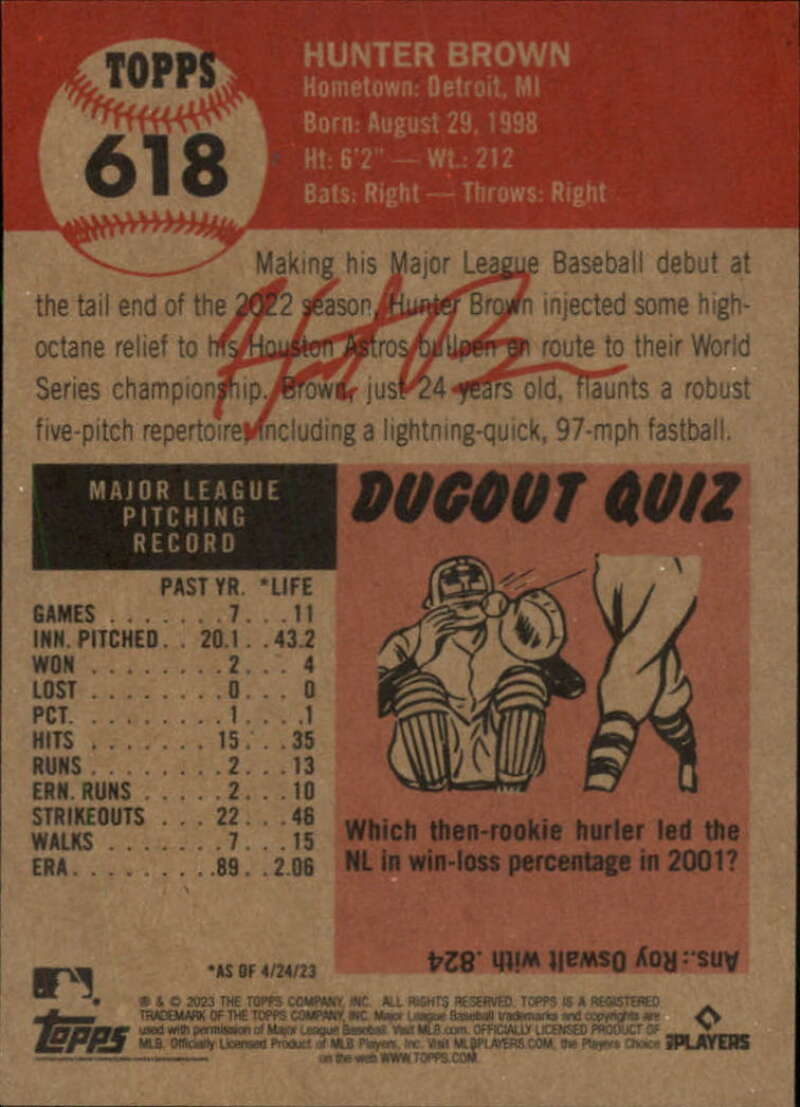 TOPPS
618
HUNTER BROWN
Hometown: Detroit, MI
Born: August 29, 1998
Ht: 6'2" — Wt.: 212
Bats: Right — Throws: Right
Making his Major League Baseball debut at
the tail end of the 2022 season, Hunter Brown injected some high-
octane relief to his Houston Astros bullpen en route to their World
Series championship. Brown, just 24 years old, flaunts a robust
five-pitch repertoire, including a lightning-quick, 97-mph fastball.
MAJOR LEAGUE
PITCHING
RECORD
PAST YR. *LIFE
GAMES . . . . . . . 7 . . . 11
INN. PITCHED . . 20.1 . . 43.2
WON . . . . . . . . 2 . . . 4
LOST . . . . . . . . 0 . . . 0
PCT. . . . . . . . . 1 . . . .1
HITS . . . . . . . 15 . . . 35
RUNS . . . . . . . . 2 . . . 13
ERN. RUNS . . . . . 2 . . . 10
STRIKEOUTS . . . 22 . . . 46
WALKS . . . . . . . 7 . . . 15
ERA . . . . . . . . .89 . . 2.06
*AS OF 4/24/23
DUGOUT QUIZ
Which then-rookie hurler led the
NL in win-loss percentage in 2001?
Ans.: Roy Oswalt with .824
® & © 2023 THE TOPPS COMPANY, INC. ALL RIGHTS RESERVED. TOPPS IS A REGISTERED
TRADEMARK OF THE TOPPS COMPANY, INC. Major League Baseball trademarks and copyrights are
used with permission of Major League Baseball. Visit MLB.com. OFFICIALLY LICENSED PRODUCT OF
MLB. Officially Licensed Product of MLB Players, Inc. Visit MLBPLAYERS.COM, the Players Choice
on the web WWW.TOPPS.COM
Topps
PLAYERS